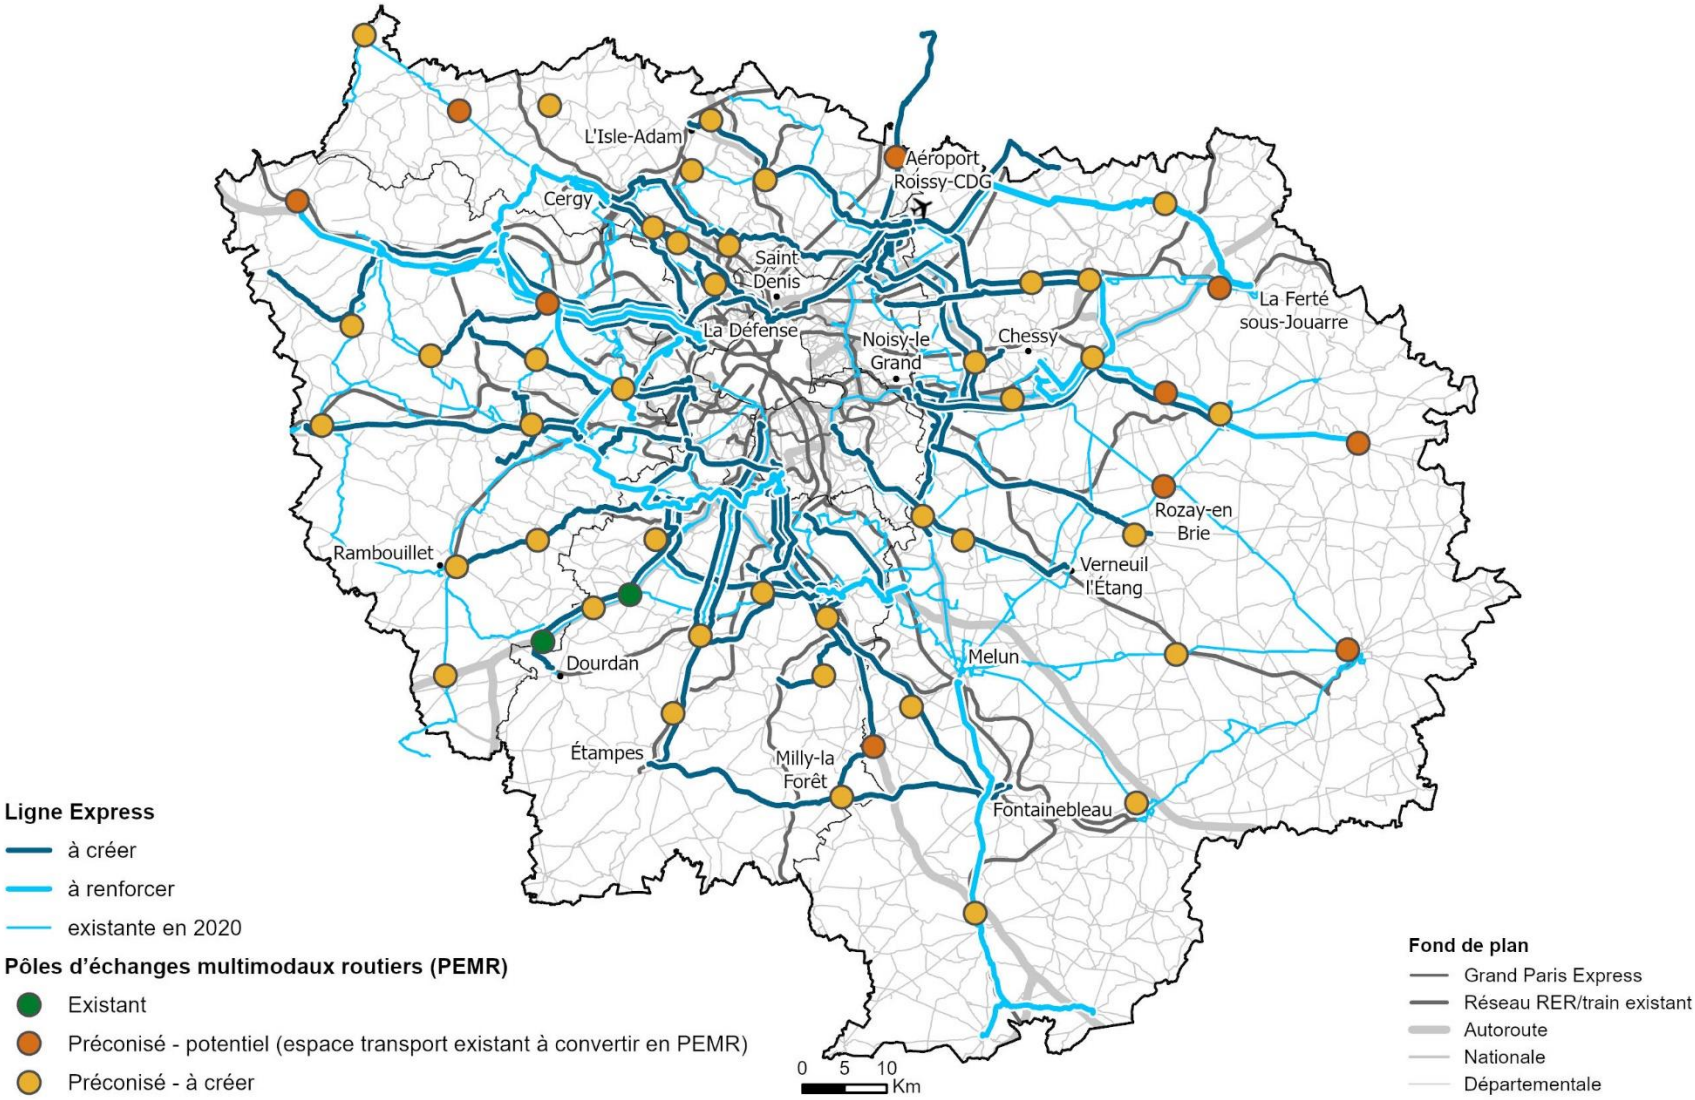 L'Isle-Adam
Aéroport
Roissy-CDG
Cergy
Saint
Denis
La Défense
Noisy-le
Grand
Chessy
La Ferté
sous-Jouarre
Rozay-en
Brie
Rambouillet
Verneuil
l'Étang
Dourdan
Melun
Étampes
Milly-la
Forêt
Fontainebleau
Ligne Express
à créer
à renforcer
existante en 2020
Pôles d'échanges multimodaux routiers (PEMR)
Existant
Préconisé - potentiel (espace transport existant à convertir en PEMR)
Préconisé - à créer
0 5 10
Km
Fond de plan
Grand Paris Express
Réseau RER/train existant
Autoroute
Nationale
Départementale